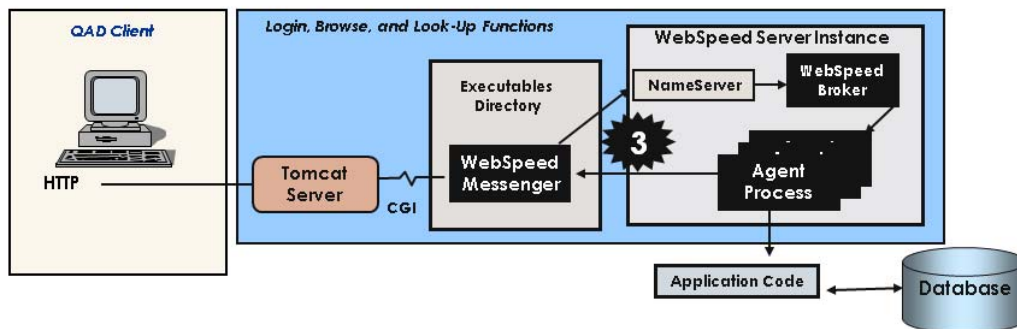 QAD Client
HTTP
Login, Browse, and Look-Up Functions
Tomcat
Server
CGI
Executables
Directory
WebSpeed
Messenger
3
WebSpeed Server Instance
NameServer
WebSpeed
Broker
Agent
Process
Application Code
Database